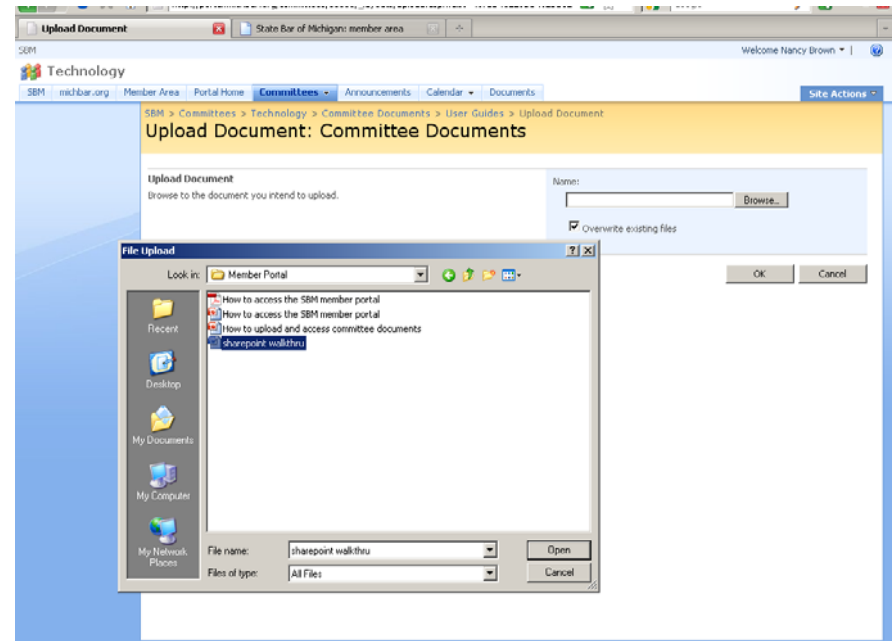 Upload Document
State Bar of Michigan: member area
SBM
Welcome Nancy Brown
Technology
SBM michbar.org Member Area Portal Home Committees Announcements Calendar Documents
Site Actions
SBM > Committees > Technology > Committee Documents > User Guides > Upload Document
Upload Document: Committee Documents
Upload Document
Browse to the document you intend to upload.
Name:
Browse...
Overwrite existing files
OK Cancel
File Upload
Look in: Member Portal
How to access the SBM member portal
How to access the SBM member portal
How to upload and access committee documents
sharepoint walkthru
Recent
Desktop
My Documents
My Computer
My Network
Places
File name: sharepoint walkthru Open
Files of type: All Files Cancel